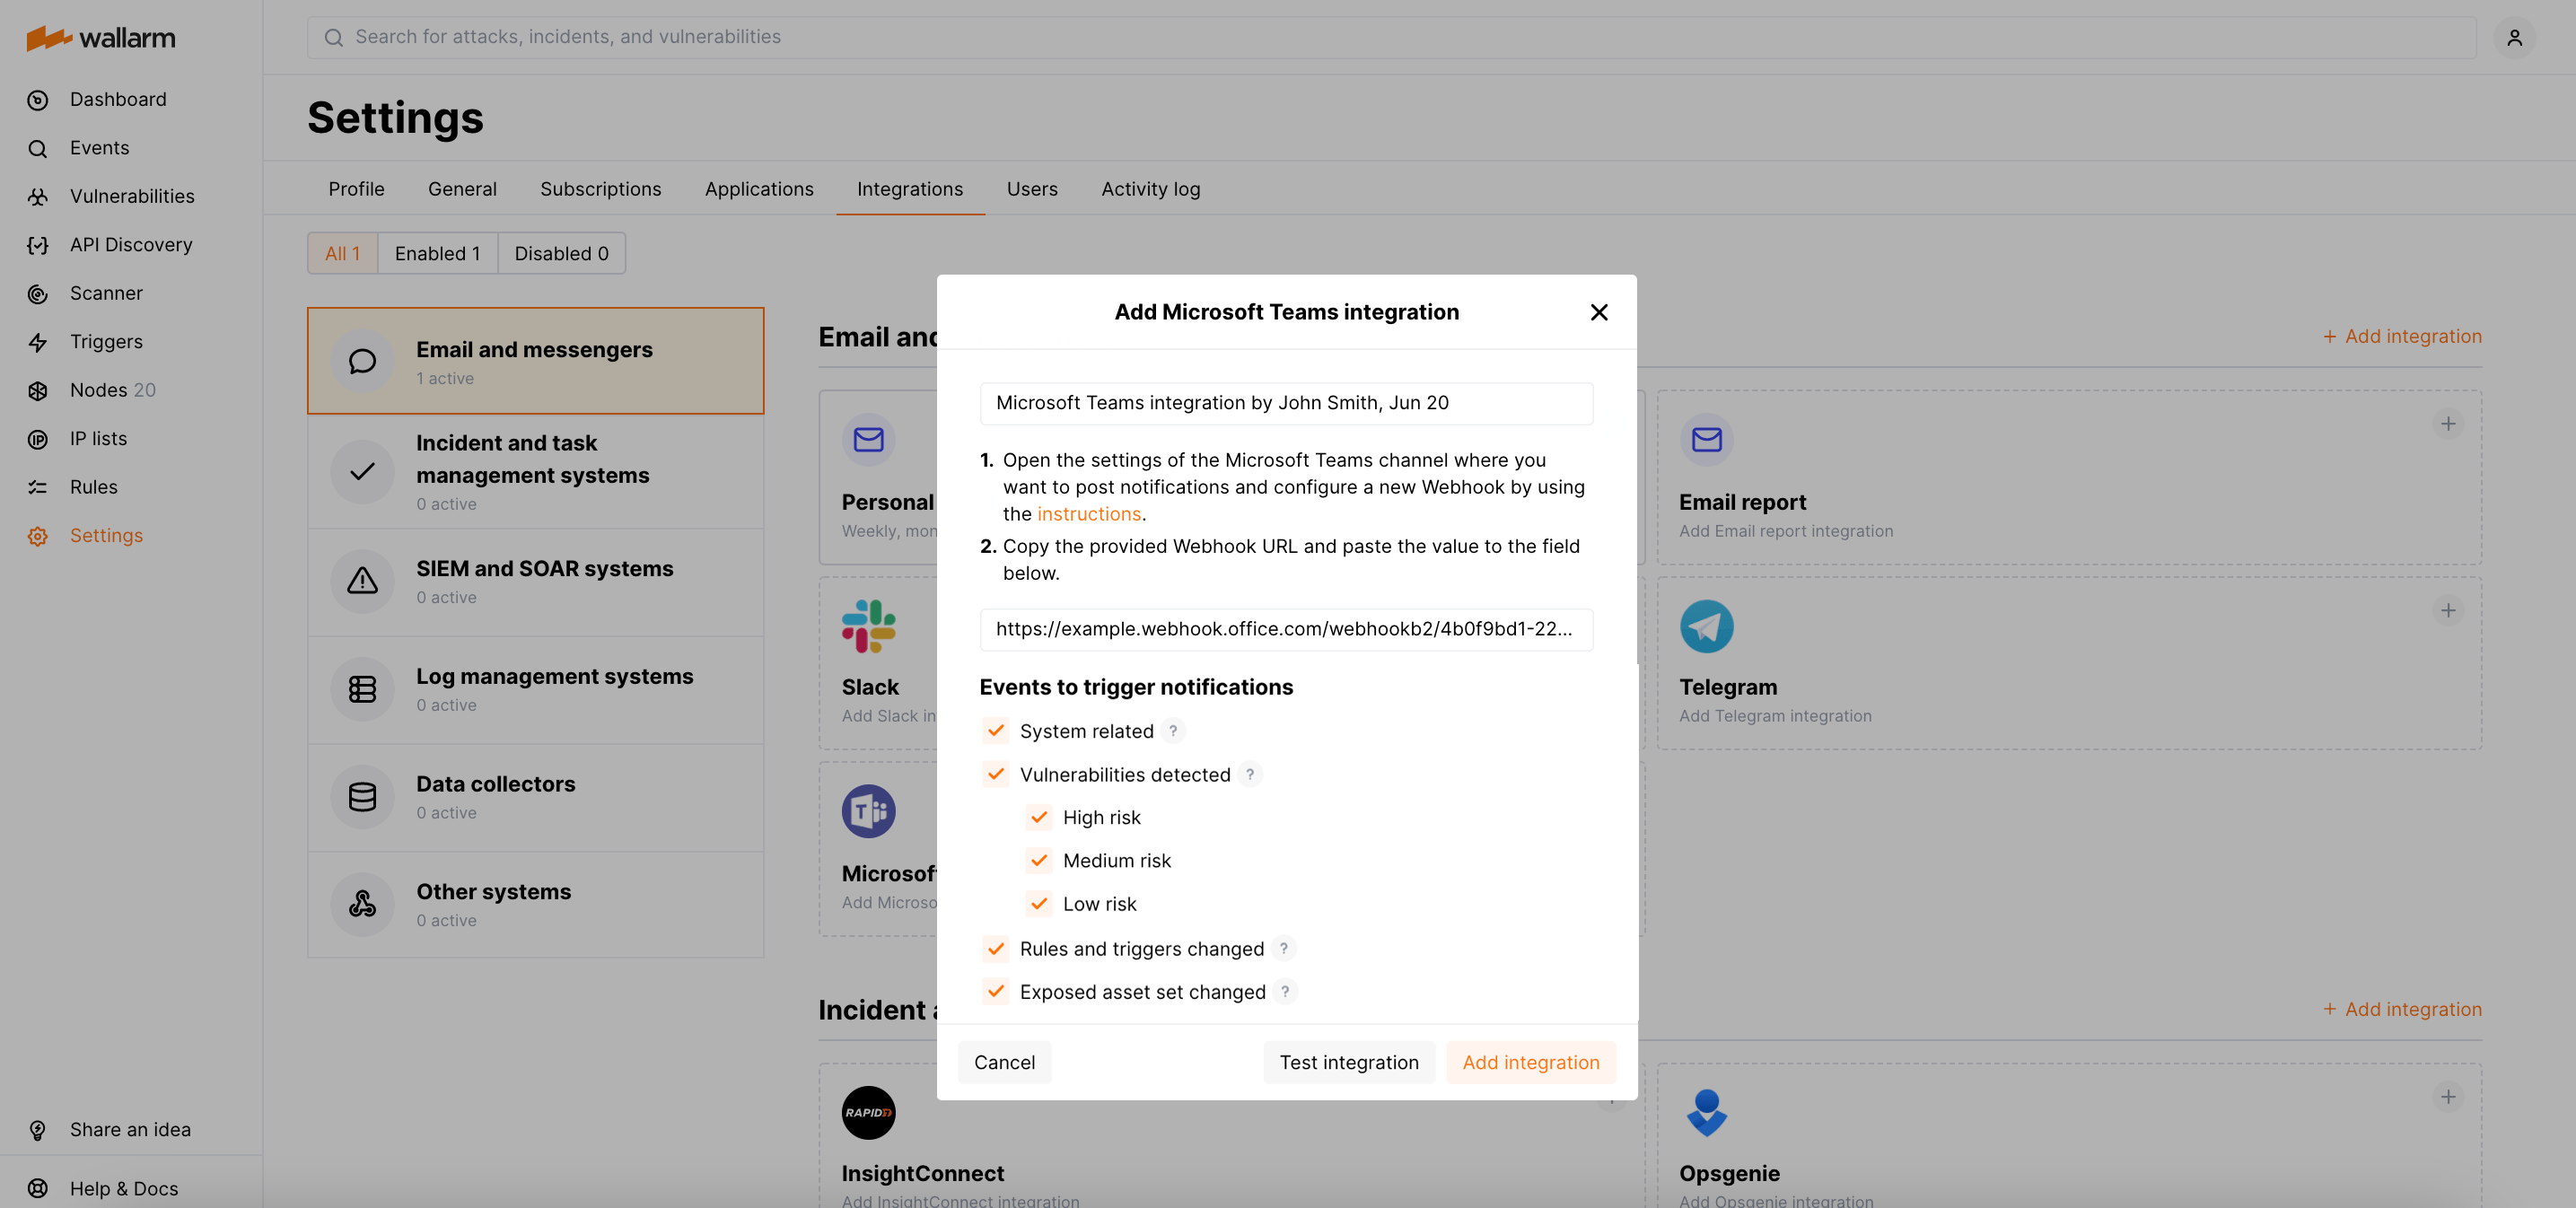 wallarm
Search for attacks, incidents, and vulnerabilities
Dashboard
Events
Vulnerabilities
API Discovery
Scanner
Triggers
Nodes 20
IP lists
Rules
Settings
Share an idea
Help & Docs
Settings
Profile General Subscriptions Applications Integrations Users Activity log
All 1 Enabled 1 Disabled 0
Email and messengers
1 active
Incident and task
management systems
0 active
SIEM and SOAR systems
0 active
Log management systems
0 active
Data collectors
0 active
Other systems
0 active
Email and
+ Add integration
Personal
Weekly, mon
Email report
Add Email report integration
Slack
Add Slack in
Telegram
Add Telegram integration
Microsof
Add Microso
Incident
+ Add integration
RAPID7
InsightConnect
Add InsightConnect integration
Opsgenie
Add Opsgenie integration
Add Microsoft Teams integration
Microsoft Teams integration by John Smith, Jun 20
1. Open the settings of the Microsoft Teams channel where you
want to post notifications and configure a new Webhook by using
the instructions.
2. Copy the provided Webhook URL and paste the value to the field
below.
https://example.webhook.office.com/webhookb2/4b0f9bd1-22...
Events to trigger notifications
System related ?
Vulnerabilities detected ?
High risk
Medium risk
Low risk
Rules and triggers changed ?
Exposed asset set changed ?
Cancel Test integration Add integration